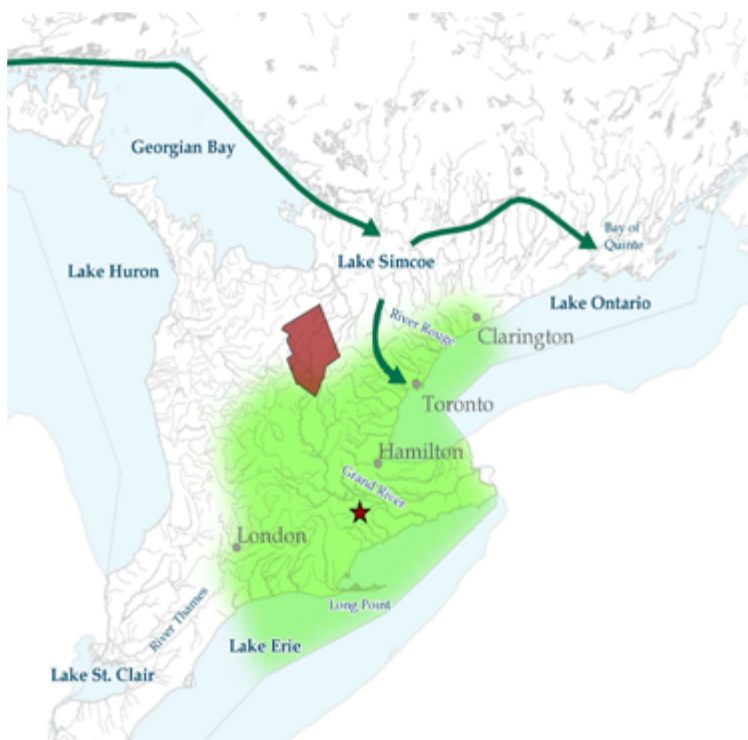 Georgian Bay
Bay of
Quinte
Lake Simcoe
Lake Huron
Lake Ontario
River Rouge
Clarington
Toronto
Hamilton
Grand River
London
Long Point
River Thames
Lake Erie
Lake St. Clair